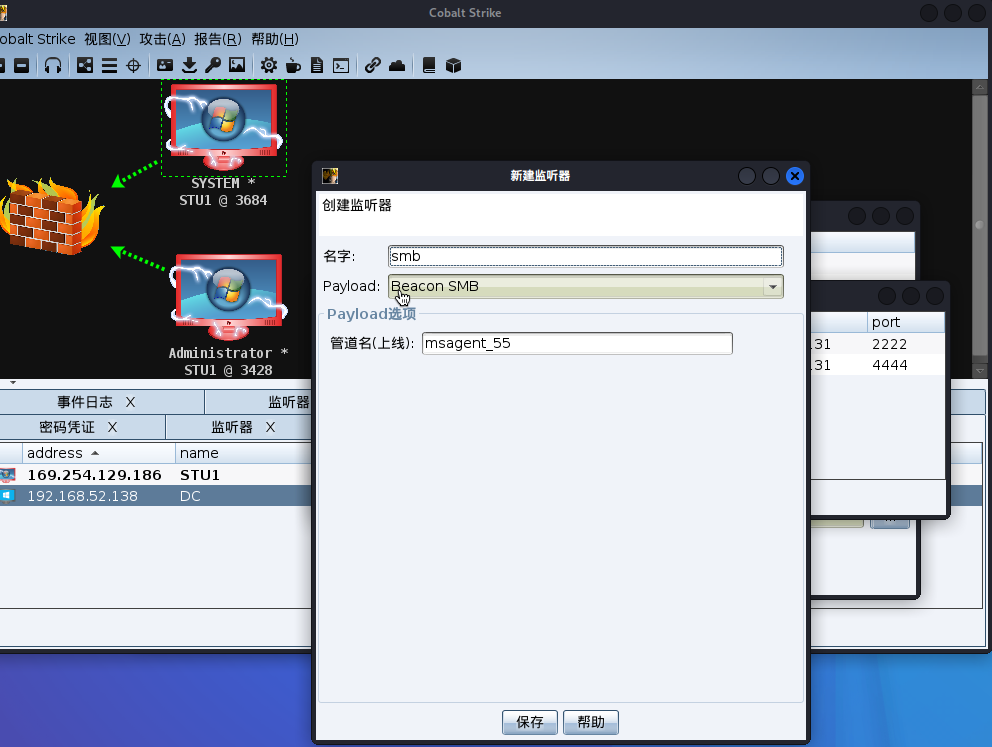 Cobalt Strike
obalt Strike 视图(V) 攻击(A) 报告(R) 帮助(H)
SYSTEM *
STU1 @ 3684
Administrator *
STU1 @ 3428
新建监听器
创建监听器
名字: smb
Payload: Beacon SMB
Payload选项
管道名(上线): msagent_55
保存 帮助
port
31 2222
31 4444
事件日志 X 监听器
密码凭证 X 监听器 X
address name
169.254.129.186 STU1
192.168.52.138 DC